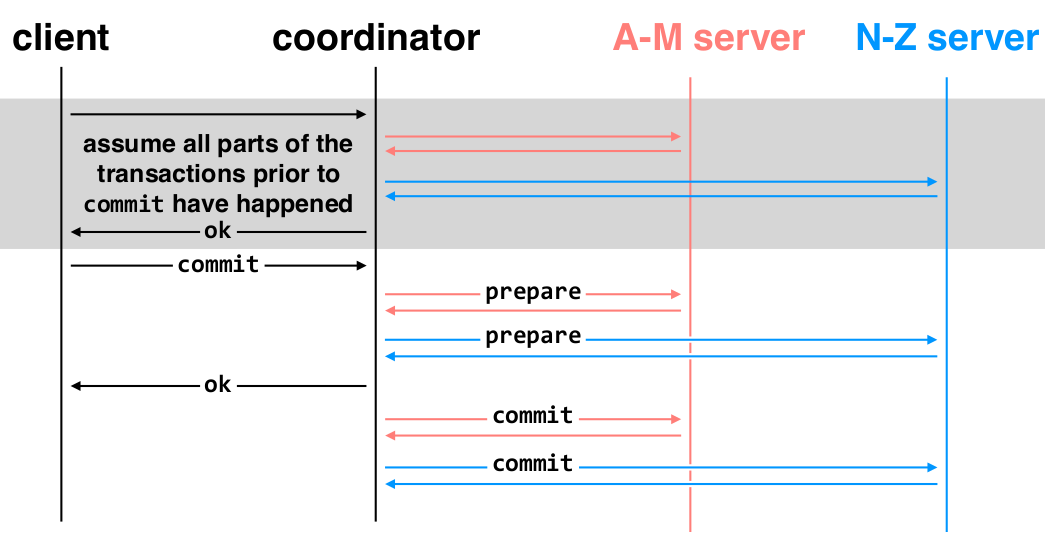 client
coordinator
A-M server
N-Z server
assume all parts of the
transactions prior to
commit have happened
ok
commit
prepare
prepare
ok
commit
commit